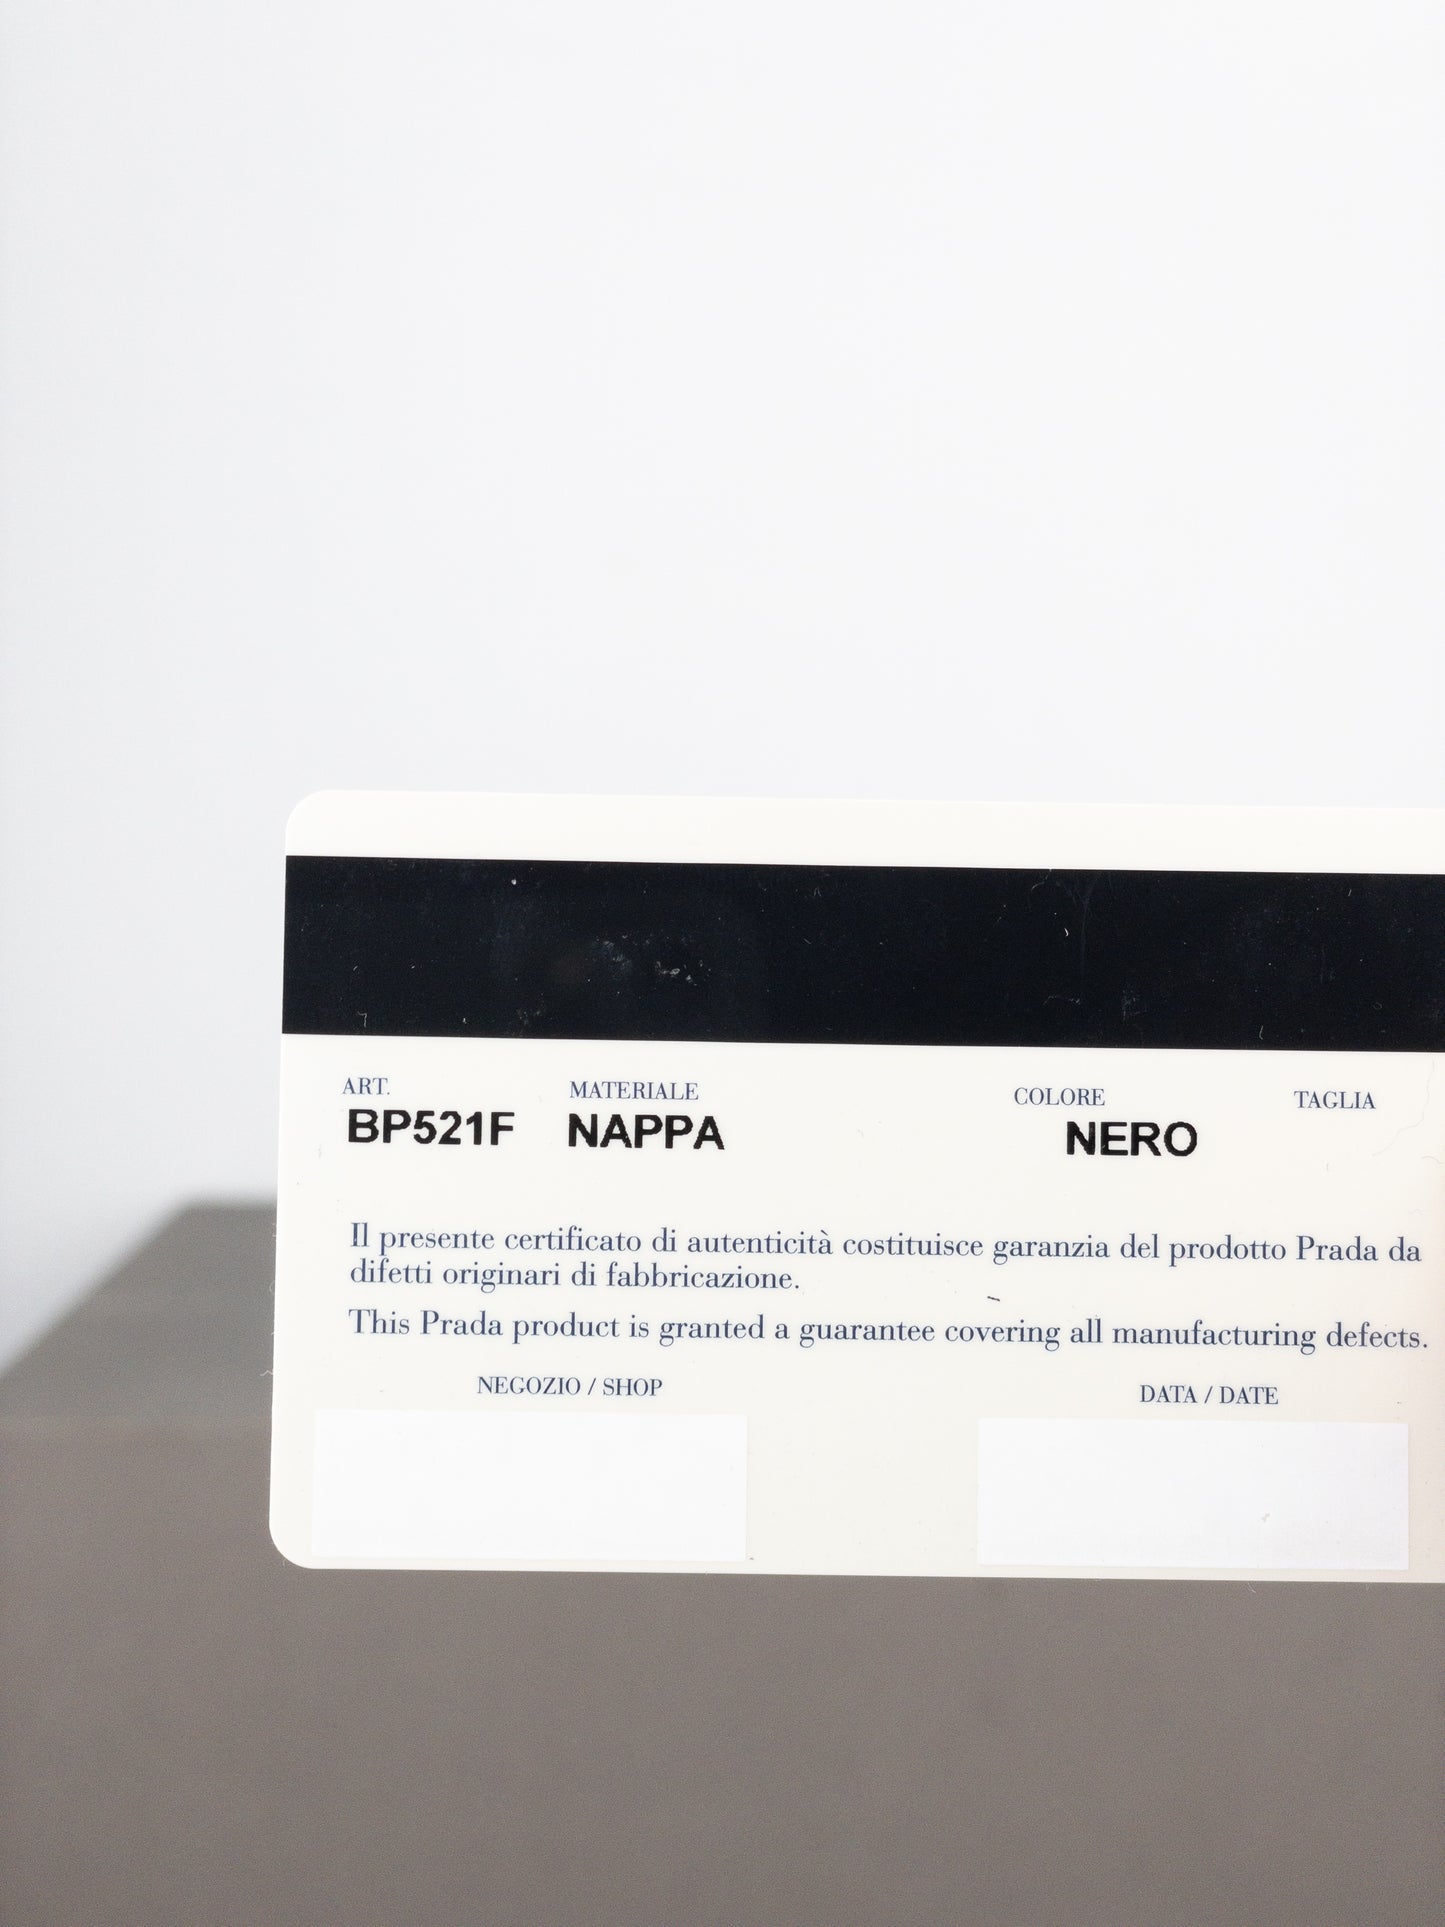 ART. MATERIALE COLORE TAGLIA
BP521F NAPPA NERO
Il presente certificato di autenticità costituisce garanzia del prodotto Prada da
difetti originari di fabbricazione.
This Prada product is granted a guarantee covering all manufacturing defects.
NEGOZIO / SHOP DATA / DATE